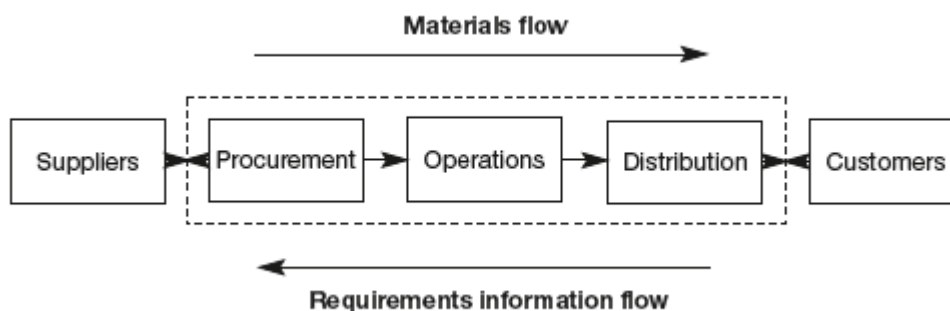 Materials flow
Suppliers
Procurement
Operations
Distribution
Customers
Requirements information flow